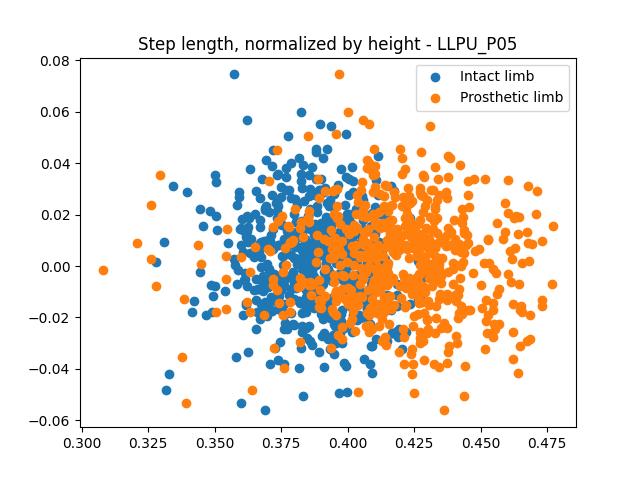 Step length, normalized by height - LLPU_P05
Intact limb
Prosthetic limb
0.08
0.06
0.04
0.02
0.00
−0.02
−0.04
−0.06
0.300 0.325 0.350 0.375 0.400 0.425 0.450 0.475